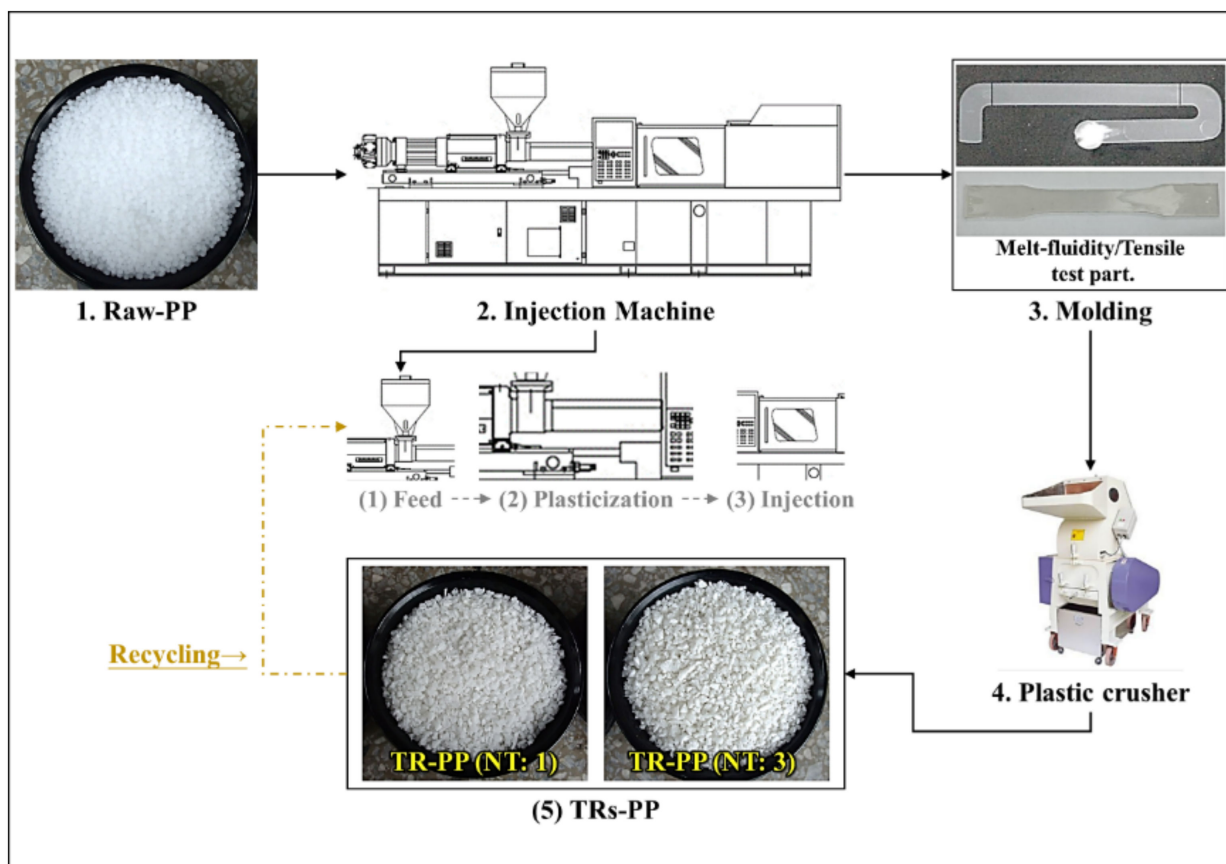 1. Raw-PP
2. Injection Machine
Melt-fluidity/Tensile
test part.
3. Molding
(1) Feed
(2) Plasticization
(3) Injection
Recycling→
4. Plastic crusher
TR-PP (NT: 1)
TR-PP (NT: 3)
(5) TRs-PP